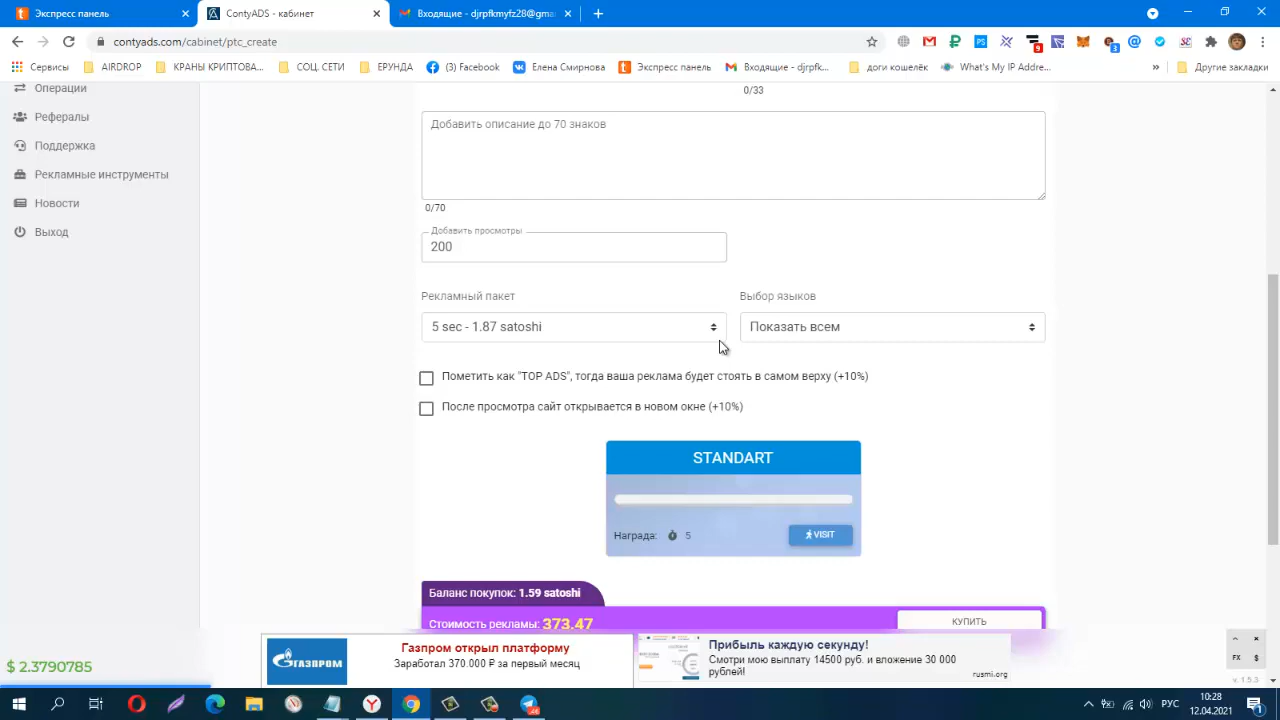 Экспресс панель
ContyADS - кабинет
Входящие - djrpfkmyfz28@gmai
contyads.com/cabinet/ptc_create
Сервисы
AIRDROP
КРАНЫ КРИПТОВА...
СОЦ. СЕТИ
ЕРУНДА
(3) Facebook
Елена Смирнова
Экспресс панель
Входящие - djrpfk...
доги кошелёк
What's My IP Addre...
»
Другие закладки
Операции
Рефералы
Поддержка
Рекламные инструменты
Новости
Выход
0/33
Добавить описание до 70 знаков
0/70
Добавить просмотры
200
Рекламный пакет
Выбор языков
5 sec - 1.87 satoshi
Показать всем
Пометить как "TOP ADS", тогда ваша реклама будет стоять в самом верху (+10%)
После просмотра сайт открывается в новом окне (+10%)
STANDART
Награда: 5
VISIT
Баланс покупок: 1.59 satoshi
Стоимость рекламы: 373.47
КУПИТЬ
$ 2.3790785
ГАЗПРОМ
Газпром открыл платформу
Заработал 370.000 ₽ за первый месяц
Прибыль каждую секунду!
Смотри мою выплату 14500 руб. и вложение 30 000
рублей!
rusmi.org
FX $
v. 1.5.3
РУС
10:28
12.04.2021